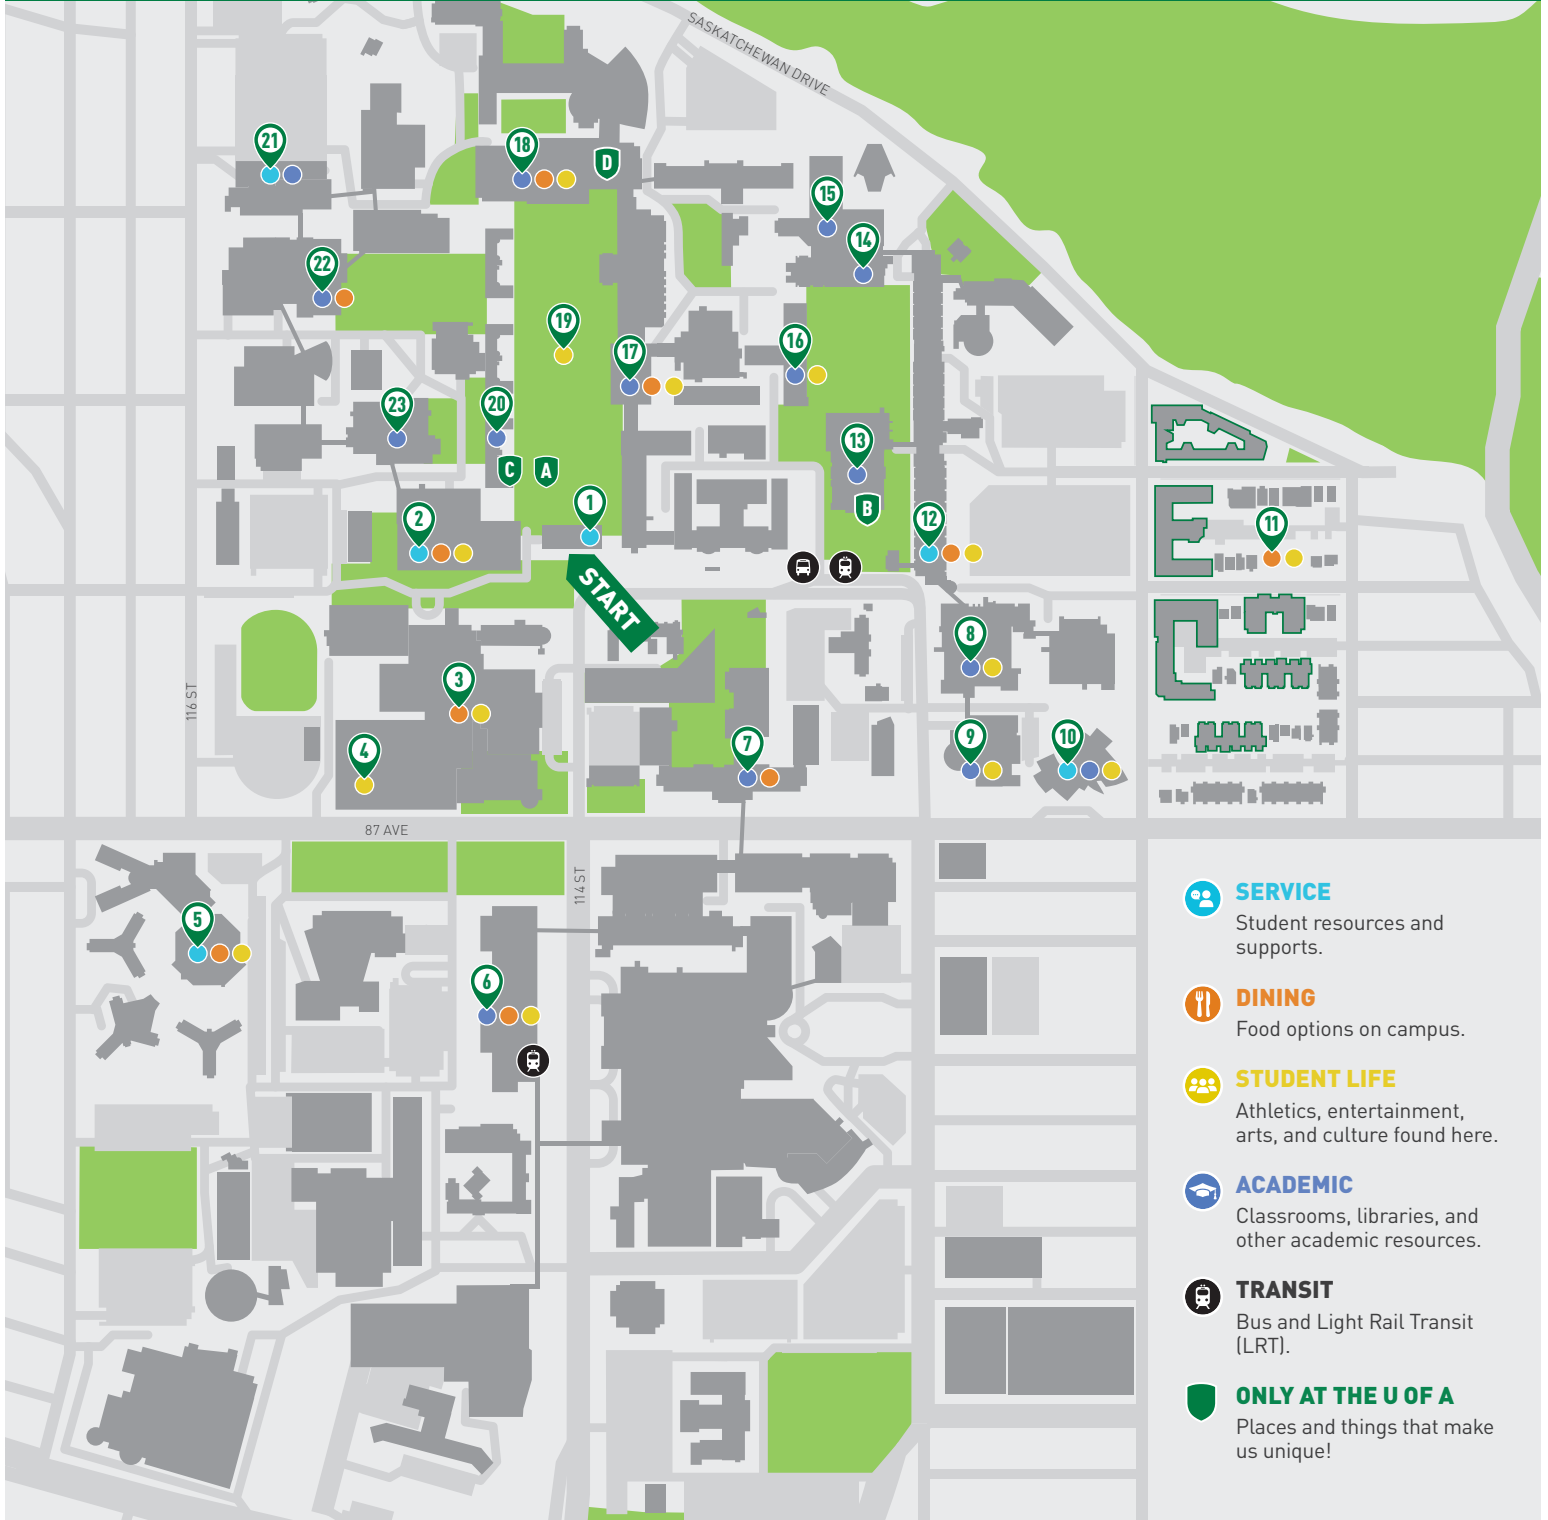 SASKATCHEWAN DRIVE
21
18
D
15
14
22
19
17
16
23
20
13
C
A
1
B
2
12
11
START
8
3
116 ST
9
10
7
4
87 AVE
114 ST
5
6
SERVICE
Student resources and
supports.
DINING
Food options on campus.
STUDENT LIFE
Athletics, entertainment,
arts, and culture found here.
ACADEMIC
Classrooms, libraries, and
other academic resources.
TRANSIT
Bus and Light Rail Transit
(LRT).
ONLY AT THE U OF A
Places and things that make
us unique!